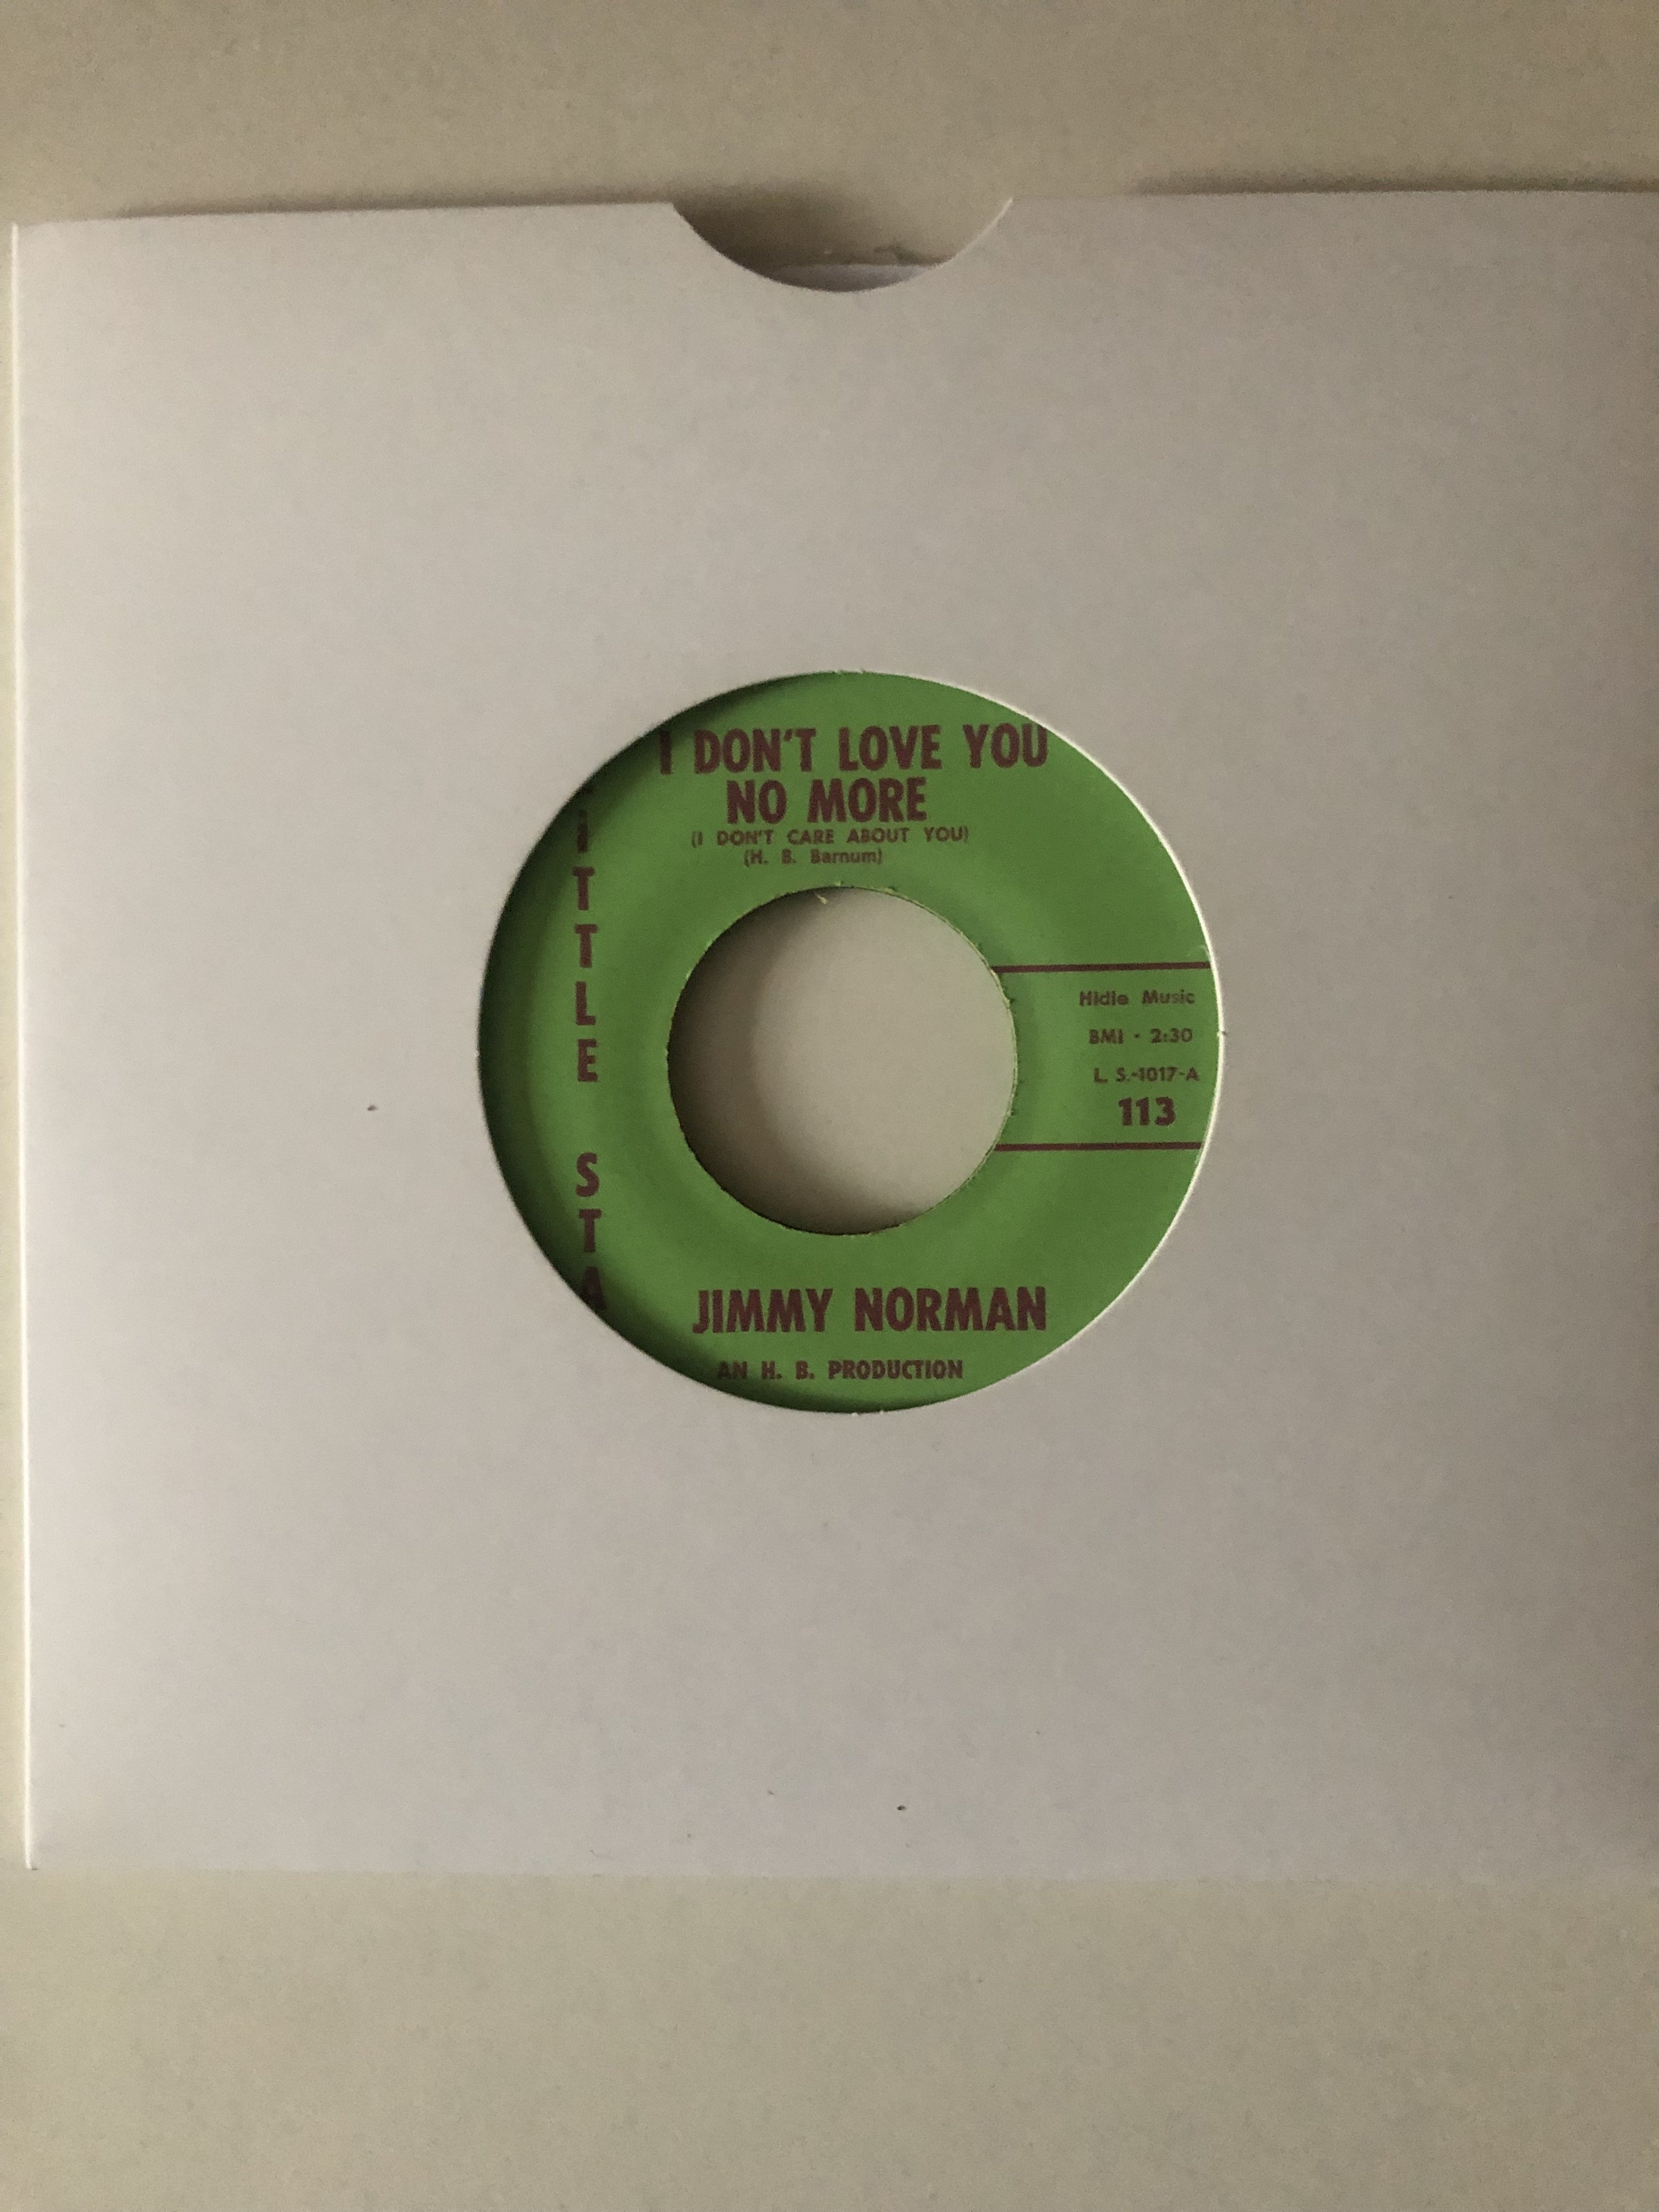 I DON'T LOVE YOU
NO MORE
(I DON'T CARE ABOUT YOU)
(H. B. Barnum)
ITTLE STA
Hidle Music
BMI · 2:30
L. S.-1017-A
113
JIMMY NORMAN
AN H. B. PRODUCTION